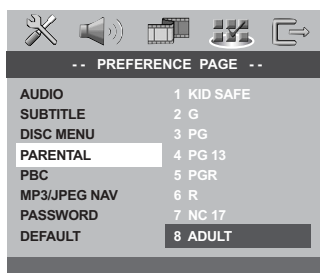 -- PREFERENCE PAGE --
AUDIO 1 KID SAFE
SUBTITLE 2 G
DISC MENU 3 PG
PARENTAL 4 PG 13
PBC 5 PGR
MP3/JPEG NAV 6 R
PASSWORD 7 NC 17
DEFAULT 8 ADULT